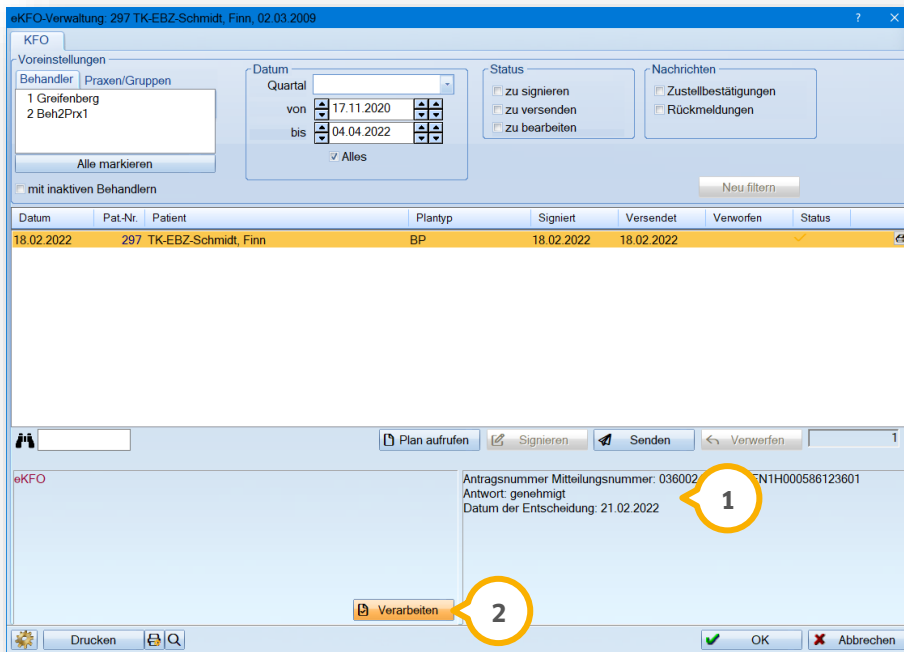 eKFO-Verwaltung: 297 TK-EBZ-Schmidt, Finn, 02.03.2009 ?
KFO
Voreinstellungen
Behandler Praxen/Gruppen
1 Greifenberg
2 Beh2Prx1
Alle markieren
mit inaktiven Behandlern
Datum
Quartal
von 17.11.2020
bis 04.04.2022
Alles
Status
zu signieren
zu versenden
zu bearbeiten
Nachrichten
Zustellbestätigungen
Rückmeldungen
Neu filtern
Datum Pat.-Nr. Patient Plantyp Signiert Versendet Verworfen Status
18.02.2022 297 TK-EBZ-Schmidt, Finn BP 18.02.2022 18.02.2022
Plan aufrufen Signieren Senden Verwerfen 1
eKFO
Antragsnummer Mitteilungsnummer: 036002 EN1H000586123601
Antwort: genehmigt
Datum der Entscheidung: 21.02.2022
1
Verarbeiten
2
Drucken OK Abbrechen